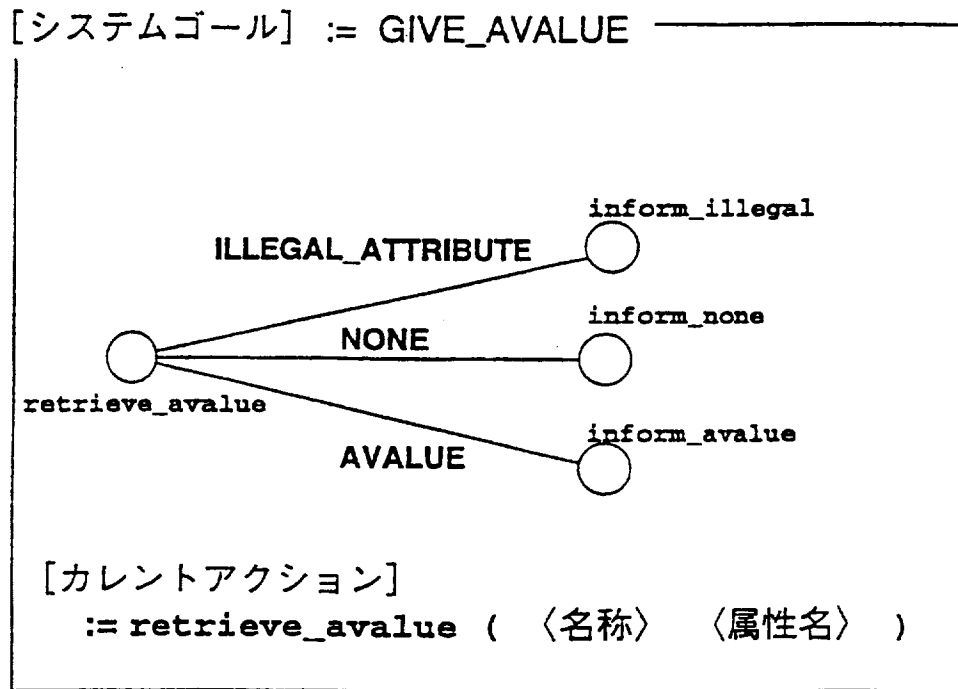 [システムゴール] := GIVE_AVALUE
inform_illegal
ILLEGAL_ATTRIBUTE
inform_none
NONE
retrieve_avalue
inform_avalue
AVALUE
[カレントアクション]
:= retrieve_avalue ( 〈名称〉 〈属性名〉 )